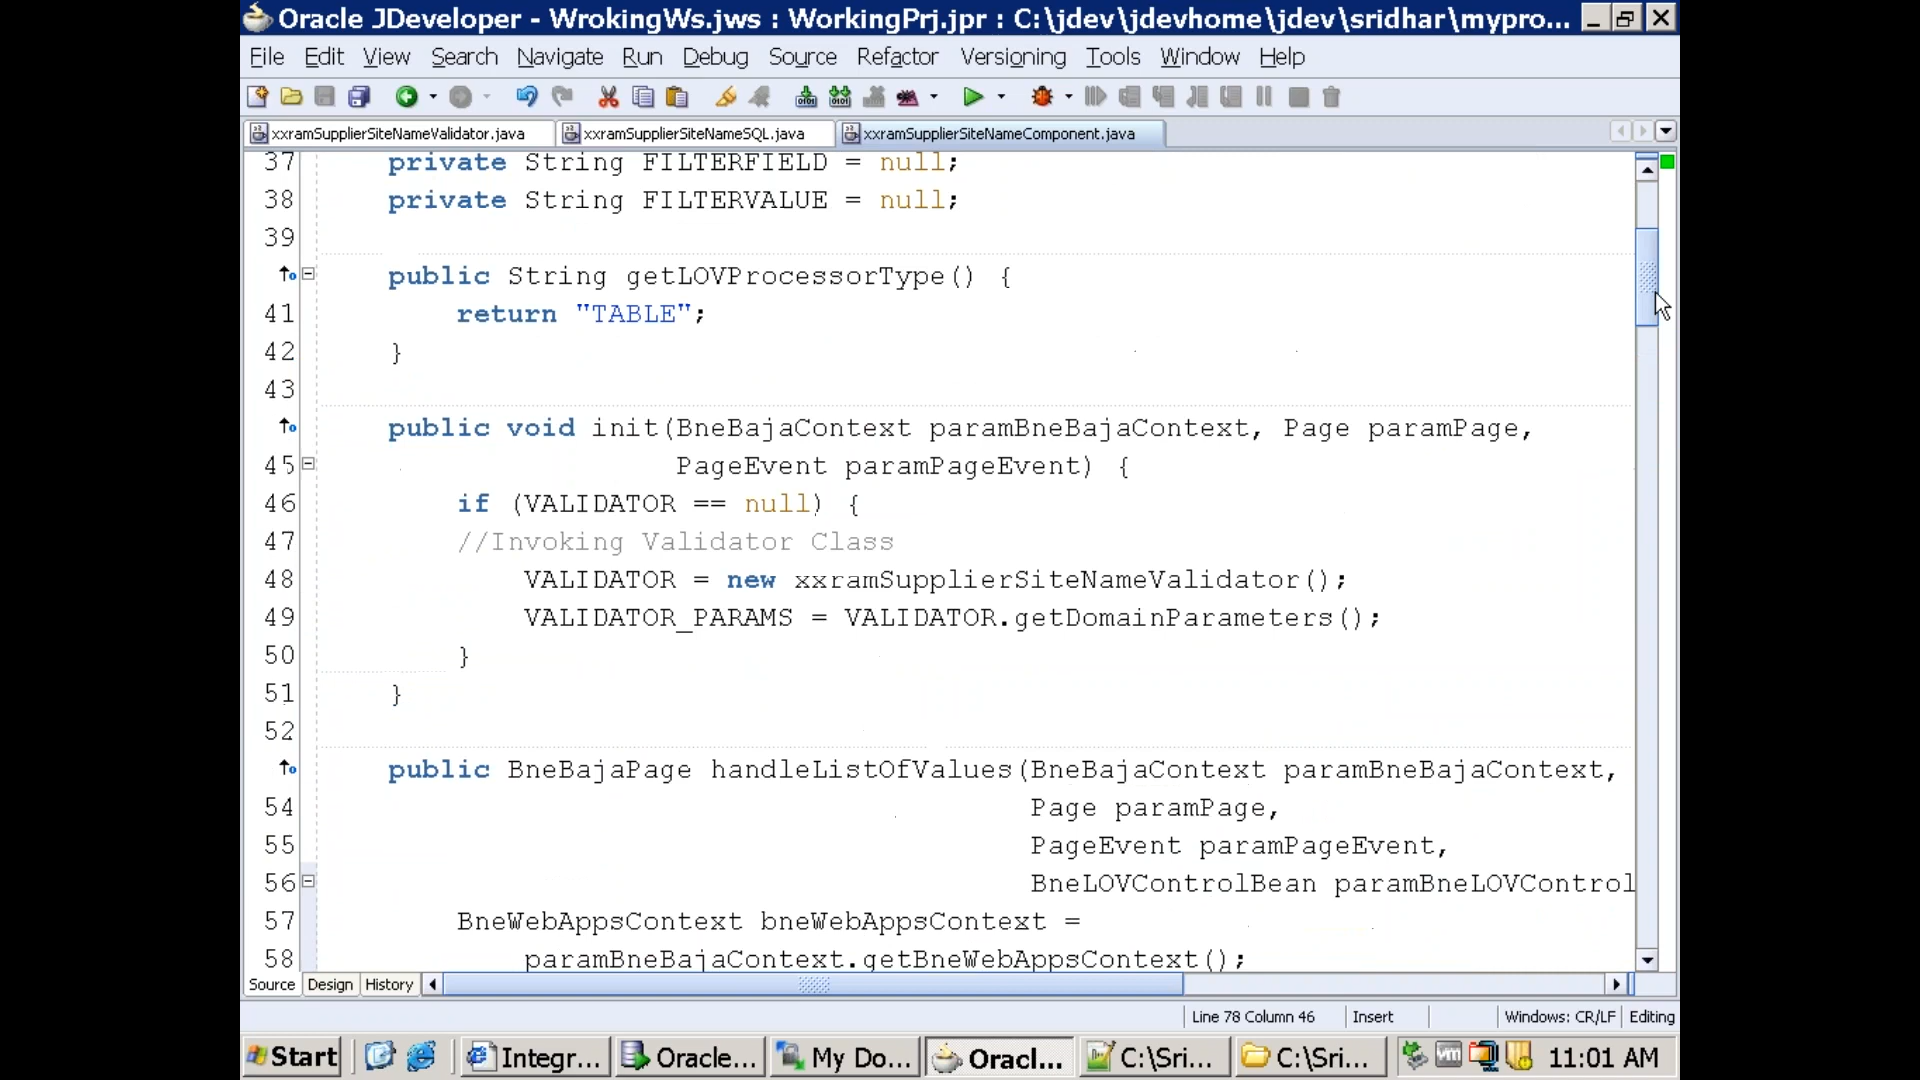 Oracle JDeveloper - WrokingWs.jws : WorkingPrj.jpr : C:\jdev\jdevhome\jdev\sridhar\mypro...
File Edit View Search Navigate Run Debug Source Refactor Versioning Tools Window Help
xxramSupplierSiteNameValidator.java xxramSupplierSiteNameSQL.java xxramSupplierSiteNameComponent.java
37 private String FILTERFIELD = null;
38 private String FILTERVALUE = null;
39
public String getLOVProcessorType() {
41 return "TABLE";
42 }
43
public void init(BneBajaContext paramBneBajaContext, Page paramPage,
45 PageEvent paramPageEvent) {
46 if (VALIDATOR == null) {
47 //Invoking Validator Class
48 VALIDATOR = new xxramSupplierSiteNameValidator();
49 VALIDATOR_PARAMS = VALIDATOR.getDomainParameters();
50 }
51 }
52
public BneBajaPage handleListOfValues(BneBajaContext paramBneBajaContext,
54 Page paramPage,
55 PageEvent paramPageEvent,
56 BneLOVControlBean paramBneLOVControl
57 BneWebAppsContext bneWebAppsContext =
58 paramBneBajaContext.getBneWebAppsContext();
Source Design History
Line 78 Column 46 Insert Windows: CR/LF Editing
Start Integr... Oracle... My Do... Oracl... C:\Sri... C:\Sri... 11:01 AM